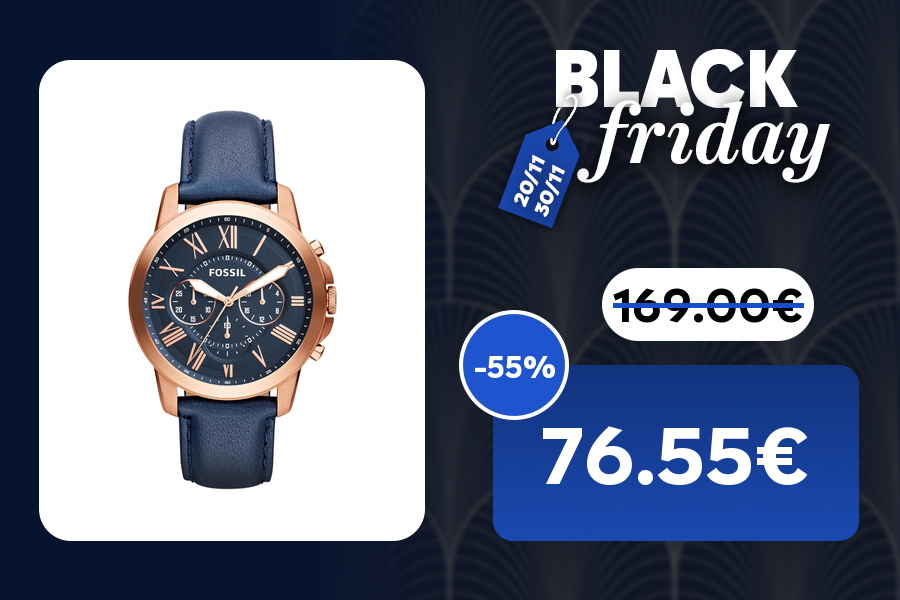 BLACK
friday
20/11
30/11
FOSSIL
169.00€
-55%
76.55€